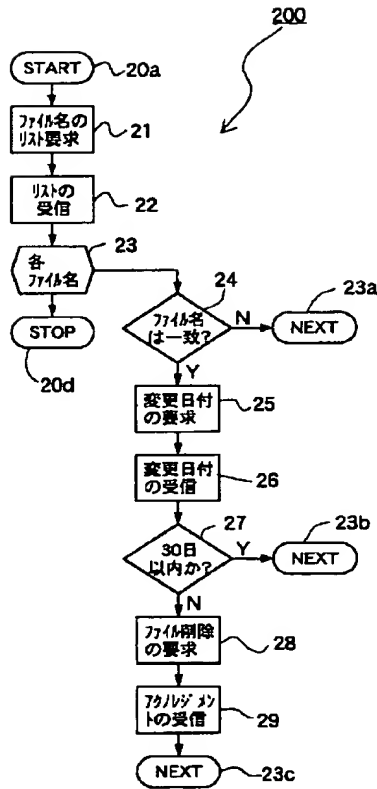 200
START
20a
ファイル名の
リスト要求
21
リストの
受信
22
23
各
ファイル名
24
ファイル名
は一致?
N
23a
NEXT
STOP
20d
Y
変更日付
の要求
25
変更日付
の受信
26
27
30日
以内か?
Y
23b
NEXT
N
ファイル削除
の要求
28
アクノレジメン
トの受信
29
NEXT
23c